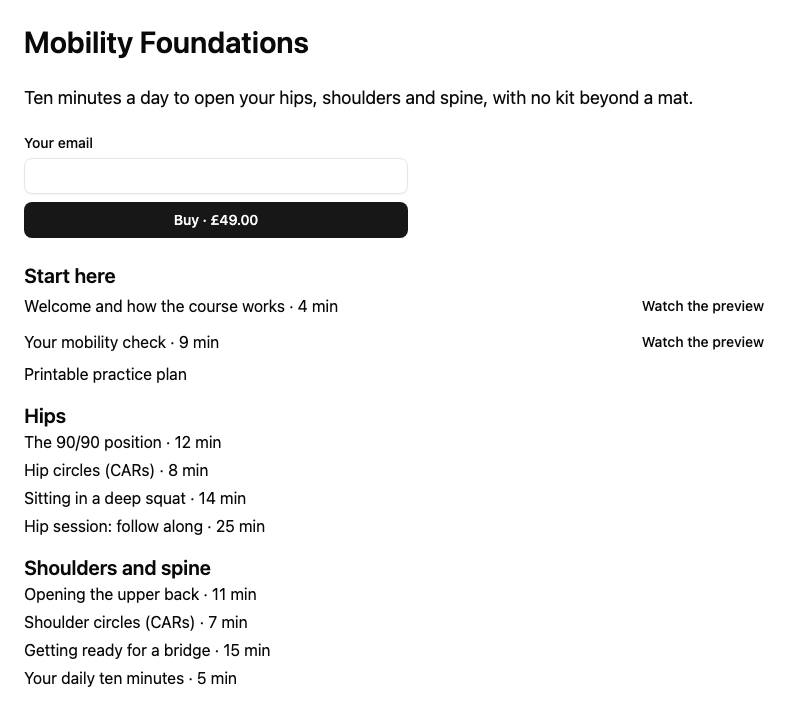 Mobility Foundations
Ten minutes a day to open your hips, shoulders and spine, with no kit beyond a mat.
Your email
Buy · £49.00
Start here
Welcome and how the course works · 4 min
Watch the preview
Your mobility check · 9 min
Watch the preview
Printable practice plan
Hips
The 90/90 position · 12 min
Hip circles (CARs) · 8 min
Sitting in a deep squat · 14 min
Hip session: follow along · 25 min
Shoulders and spine
Opening the upper back · 11 min
Shoulder circles (CARs) · 7 min
Getting ready for a bridge · 15 min
Your daily ten minutes · 5 min